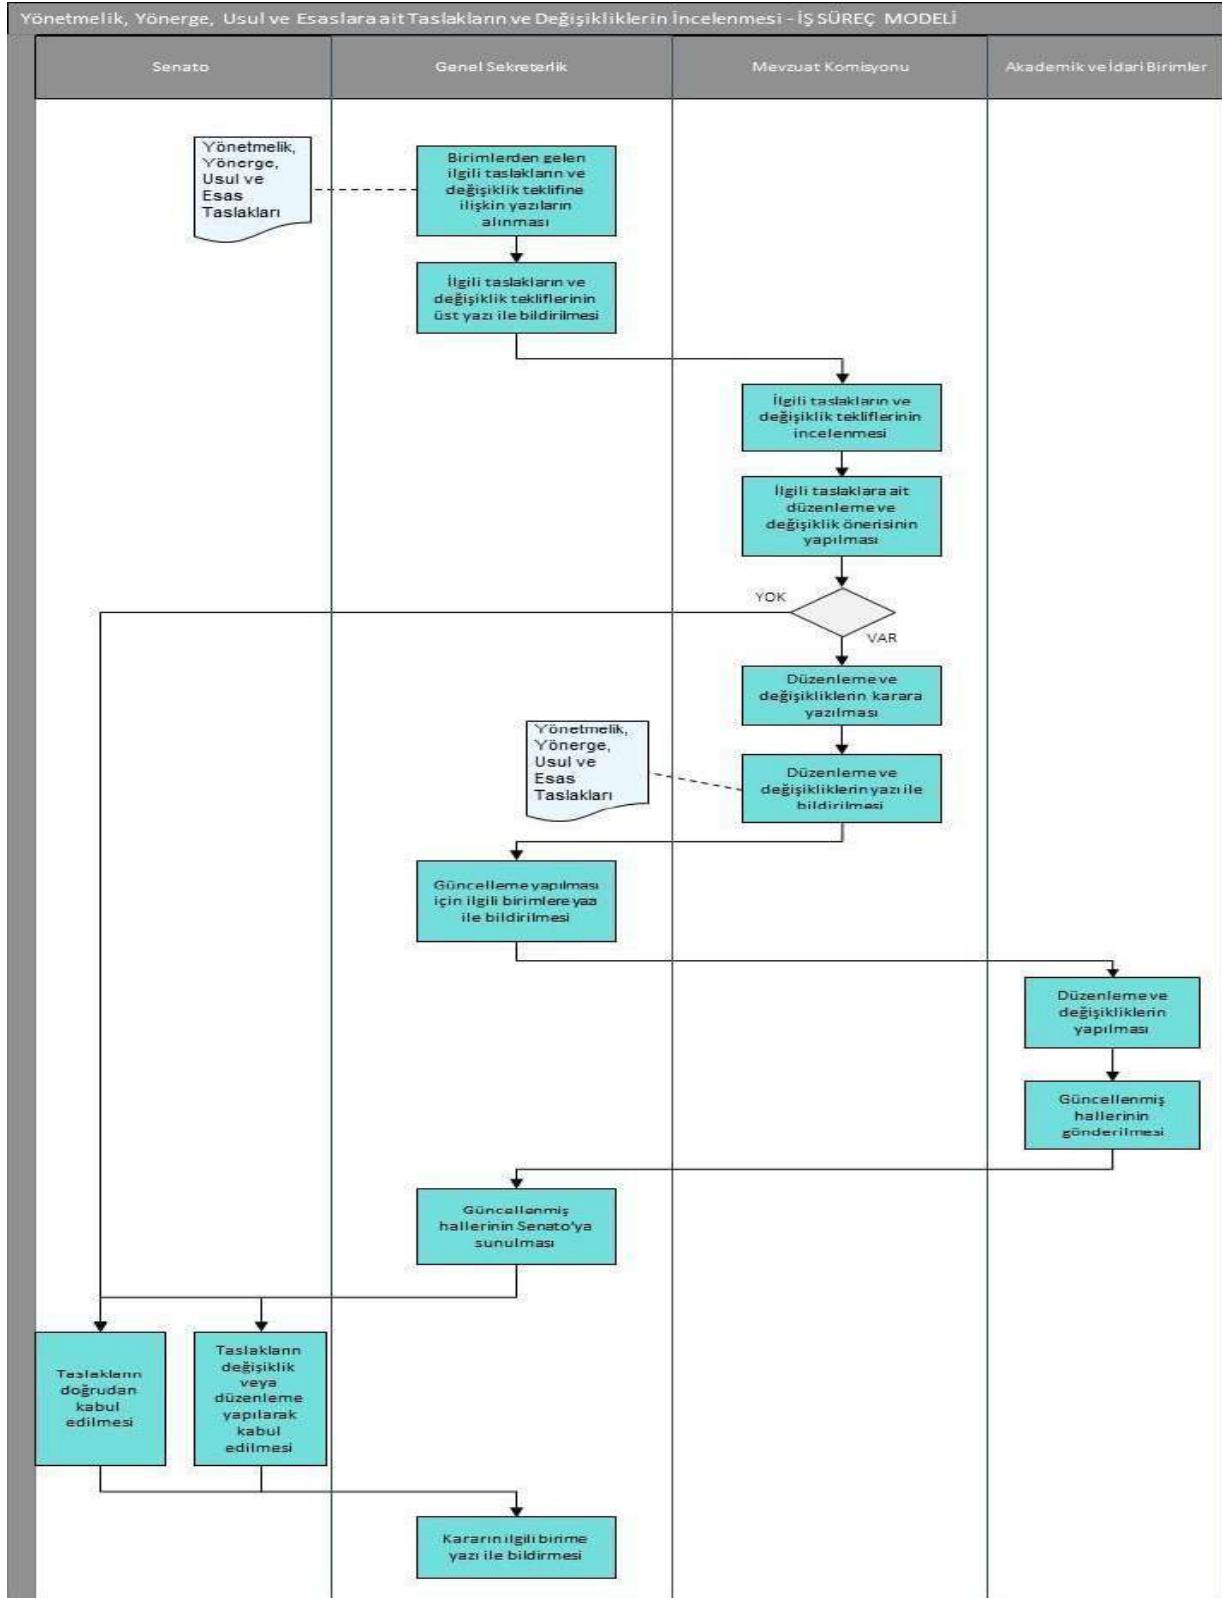 Yönetmelik, Yönerge, Usul ve Esaslara ait Taslakların ve Değişikliklerin İncelenmesi - İŞ SÜREÇ MODELİ
Senato
Genel Sekreterlik
Mevzuat Komisyonu
Akademik ve İdari Birimler
Yönetmelik,
Yönerge,
Usul ve
Esas
Taslakları
Birimlerden gelen
ilgili taslakların ve
değişiklik teklifine
ilişkin yazıların
alınması
İlgili taslakların ve
değişiklik tekliflerinin
üst yazı ile bildirilmesi
İlgili taslakların ve
değişiklik tekliflerinin
incelenmesi
İlgili taslaklara ait
düzenleme ve
değişiklik önerisinin
yapılması
YOK
VAR
Düzenleme ve
değişikliklerin karara
yazılması
Yönetmelik,
Yönerge,
Usul ve
Esas
Taslakları
Düzenleme ve
değişikliklerin yazı ile
bildirilmesi
Güncelleme yapılması
için ilgili birimlere yazı
ile bildirilmesi
Düzenleme ve
değişikliklerin
yapılması
Güncellenmiş
hallerinin
gönderilmesi
Güncellenmiş
hallerinin Senato'ya
sunulması
Taslakların
doğrudan
kabul
edilmesi
Taslakların
değişiklik
veya
düzenleme
yapılarak
kabul
edilmesi
Kararın ilgili birime
yazı ile bildirmesi